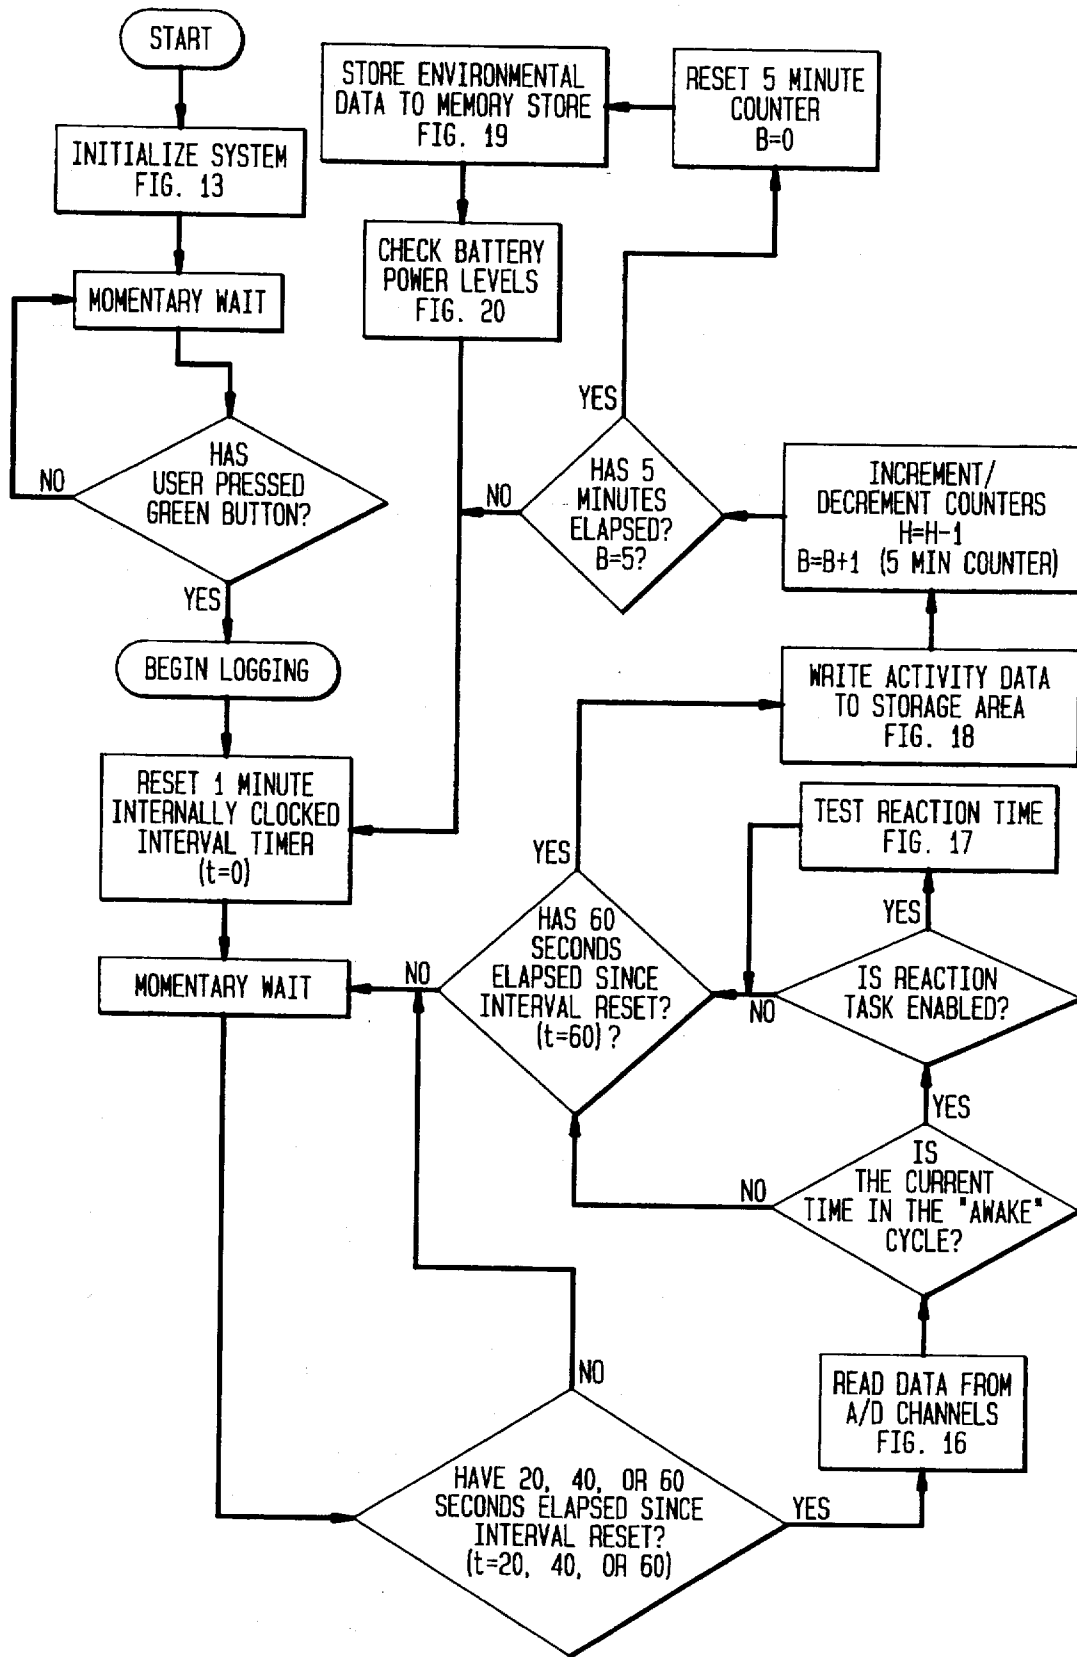 START
INITIALIZE SYSTEM
FIG. 13
MOMENTARY WAIT
HAS
USER PRESSED
GREEN BUTTON?
NO
YES
BEGIN LOGGING
RESET 1 MINUTE
INTERNALLY CLOCKED
INTERVAL TIMER
(t=0)
MOMENTARY WAIT
HAVE 20, 40, OR 60
SECONDS ELAPSED SINCE
INTERVAL RESET?
(t=20, 40, OR 60)
NO
YES
READ DATA FROM
A/D CHANNELS
FIG. 16
IS
THE CURRENT
TIME IN THE "AWAKE"
CYCLE?
NO
YES
IS REACTION
TASK ENABLED?
NO
YES
TEST REACTION TIME
FIG. 17
HAS 60
SECONDS
ELAPSED SINCE
INTERVAL RESET?
(t=60)?
NO
YES
WRITE ACTIVITY DATA
TO STORAGE AREA
FIG. 18
INCREMENT/
DECREMENT COUNTERS
H=H-1
B=B+1 (5 MIN COUNTER)
HAS 5
MINUTES
ELAPSED?
B=5?
NO
YES
RESET 5 MINUTE
COUNTER
B=0
STORE ENVIRONMENTAL
DATA TO MEMORY STORE
FIG. 19
CHECK BATTERY
POWER LEVELS
FIG. 20